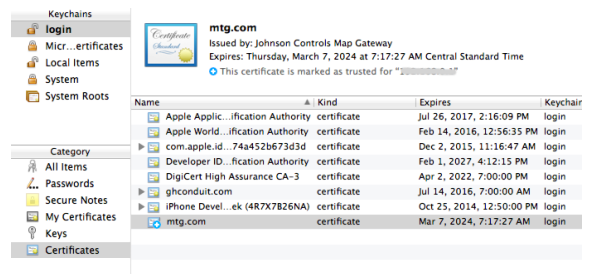 Keychains
login
Micr...ertificates
Local Items
System
System Roots
Category
All Items
Passwords
Secure Notes
My Certificates
Keys
Certificates
Certificate
Standard
mtg.com
Issued by: Johnson Controls Map Gateway
Expires: Thursday, March 7, 2024 at 7:17:27 AM Central Standard Time
This certificate is marked as trusted for "
Name Kind Expires Keychain
Apple Applic...ification Authority certificate Jul 26, 2017, 2:16:09 PM login
Apple World...ification Authority certificate Feb 14, 2016, 12:56:35 PM login
com.apple.id...74a452b673d3d certificate Dec 2, 2015, 11:16:47 AM login
Developer ID...fication Authority certificate Feb 1, 2027, 4:12:15 PM login
DigiCert High Assurance CA-3 certificate Apr 2, 2022, 7:00:00 PM login
ghconduit.com certificate Jul 14, 2016, 7:00:00 AM login
iPhone Devel...ek (4R7X7B26NA) certificate Oct 25, 2014, 12:50:00 PM login
mtg.com certificate Mar 7, 2024, 7:17:27 AM login